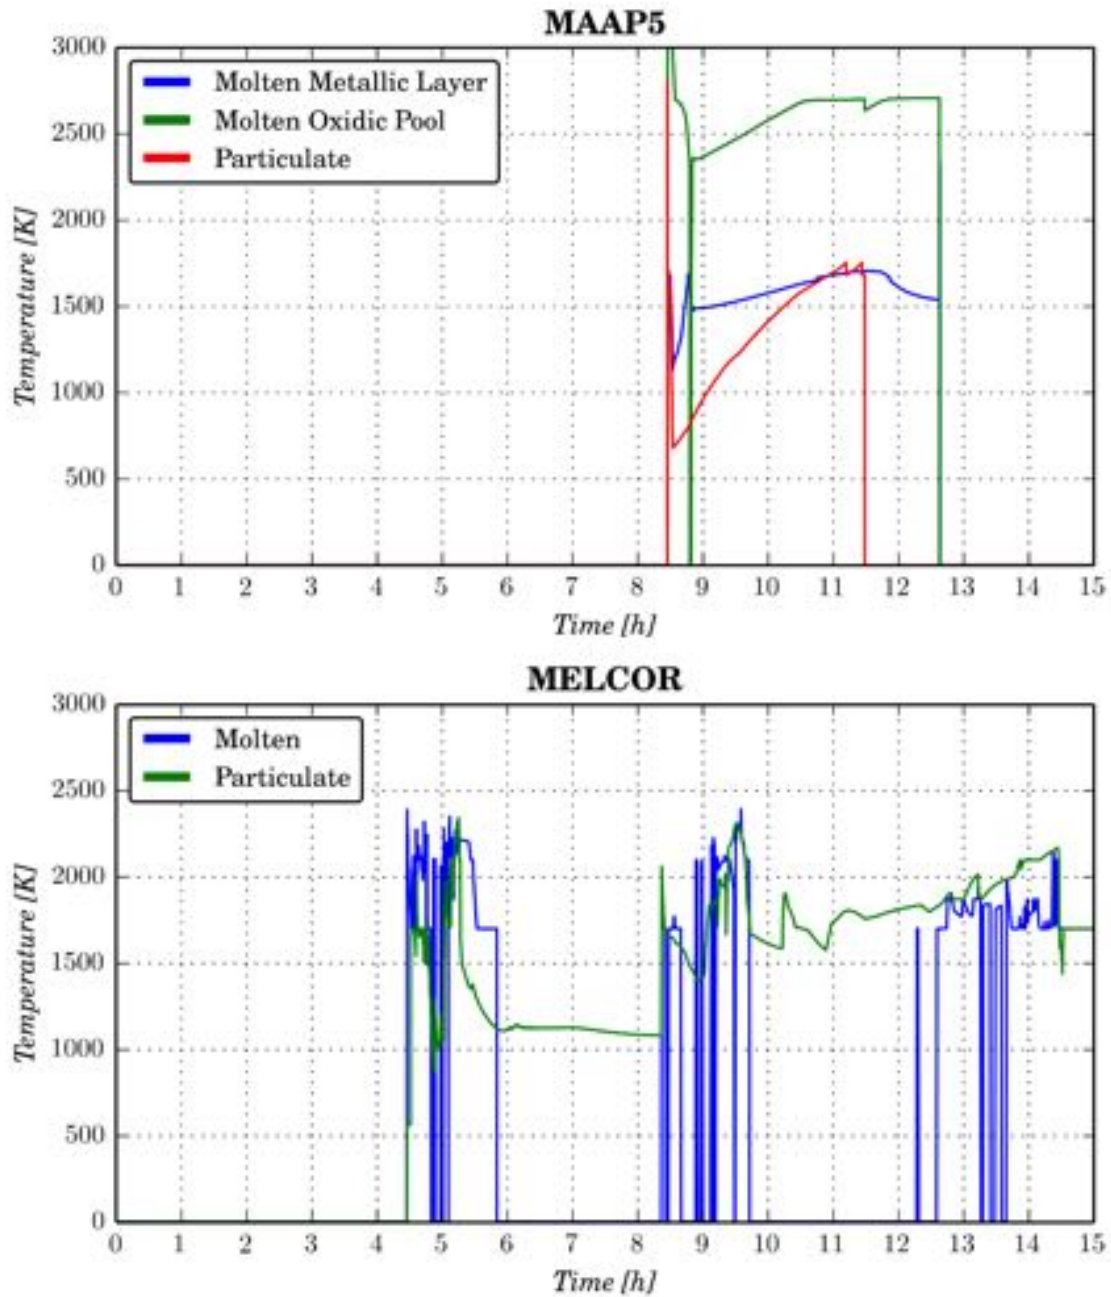 MAAP5
3000
Molten Metallic Layer
Molten Oxidic Pool
2500
Particulate
2000
Temperature [K]
1500
1000
500
0
0 1 2 3 4 5 6 7 8 9 10 11 12 13 14 15
Time [h]
MELCOR
3000
Molten
Particulate
2500
2000
Temperature [K]
1500
1000
500
0
0 1 2 3 4 5 6 7 8 9 10 11 12 13 14 15
Time [h]